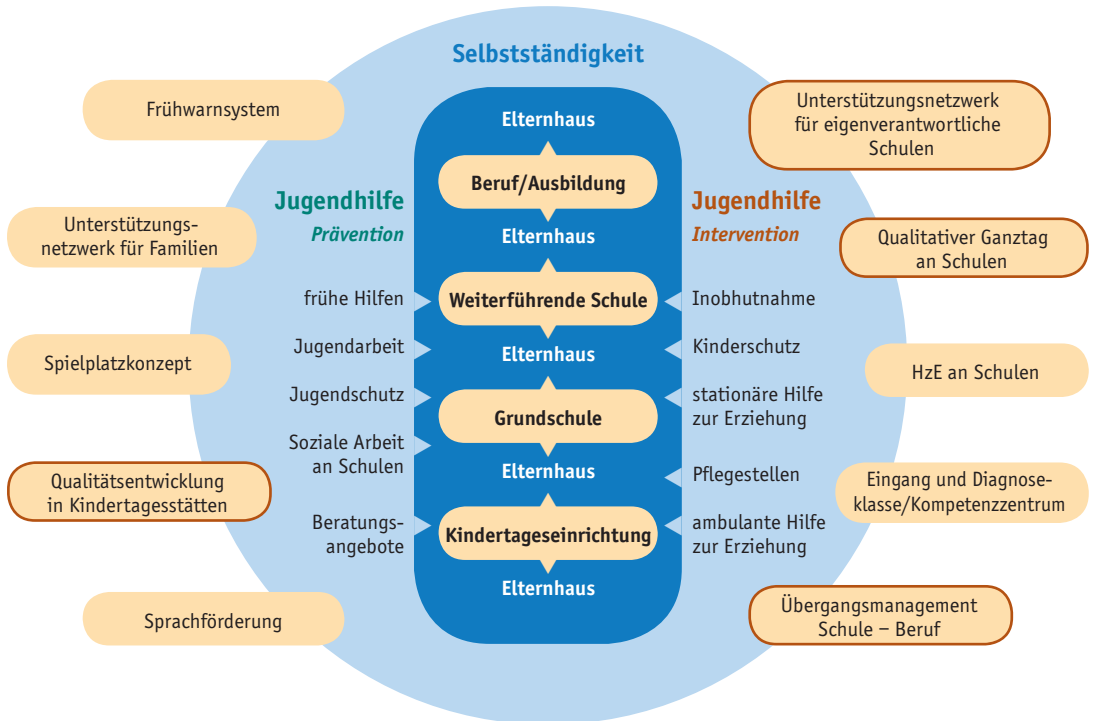 Selbstständigkeit
Frühwarnsystem
Unterstützungs-
netzwerk für Familien
Spielplatzkonzept
Qualitätsentwicklung
in Kindertagesstätten
Sprachförderung
Jugendhilfe
Prävention
frühe Hilfen
Jugendarbeit
Jugendschutz
Soziale Arbeit
an Schulen
Beratungs-
angebote
Elternhaus
Beruf/Ausbildung
Elternhaus
Weiterführende Schule
Elternhaus
Grundschule
Elternhaus
Kindertageseinrichtung
Elternhaus
Jugendhilfe
Intervention
Inobhutnahme
Kinderschutz
stationäre Hilfe
zur Erziehung
Pflegestellen
ambulante Hilfe
zur Erziehung
Unterstützungsnetzwerk
für eigenverantwortliche
Schulen
Qualitativer Ganztag
an Schulen
HzE an Schulen
Eingang und Diagnose-
klasse/Kompetenzzentrum
Übergangsmanagement
Schule – Beruf